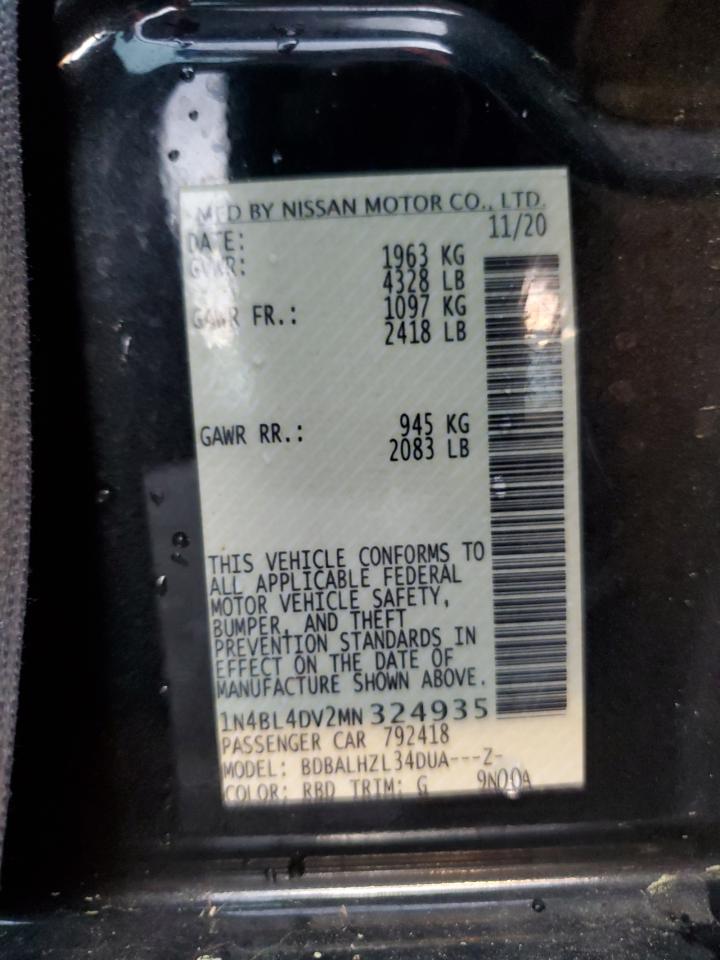 MFD BY NISSAN MOTOR CO., LTD.
DATE: 11/20
GVWR: 1963 KG
4328 LB
GAWR FR.: 1097 KG
2418 LB
GAWR RR.: 945 KG
2083 LB
THIS VEHICLE CONFORMS TO
ALL APPLICABLE FEDERAL
MOTOR VEHICLE SAFETY,
BUMPER, AND THEFT
PREVENTION STANDARDS IN
EFFECT ON THE DATE OF
MANUFACTURE SHOWN ABOVE.
1N4BL4DV2MN 324935
PASSENGER CAR 792418
MODEL: BDBALHZL34DUA---Z-
COLOR: RBD TRIM: G 9N00A